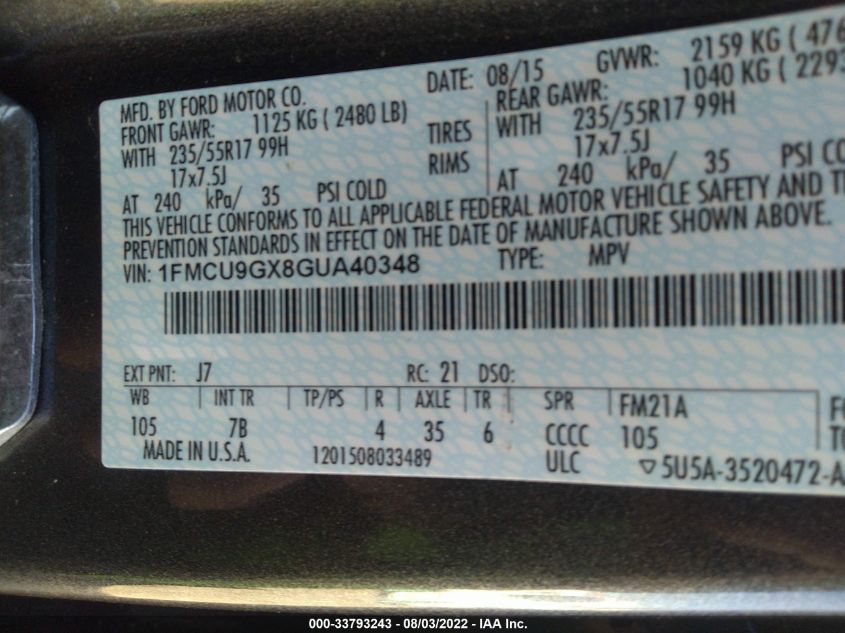 MFD. BY FORD MOTOR CO.
DATE: 08/15 GVWR: 2159 KG ( 476
FRONT GAWR: 1125 KG ( 2480 LB) REAR GAWR: 1040 KG ( 2293
WITH 235/55R17 99H TIRES WITH 235/55R17 99H
17x7.5J RIMS 17x7.5J
AT 240 kPa/ 35 PSI COLD AT 240 kPa/ 35 PSI CO
THIS VEHICLE CONFORMS TO ALL APPLICABLE FEDERAL MOTOR VEHICLE SAFETY AND T
PREVENTION STANDARDS IN EFFECT ON THE DATE OF MANUFACTURE SHOWN ABOVE.
VIN: 1FMCU9GX8GUA40348 TYPE: MPV
EXT PNT: J7 RC: 21 DSO:
WB INT TR TP/PS R AXLE TR SPR FM21A
105 7B 4 35 6 CCCC 105
MADE IN U.S.A. 1201508033489 ULC 5U5A-3520472-A
000-33793243 - 08/03/2022 - IAA Inc.